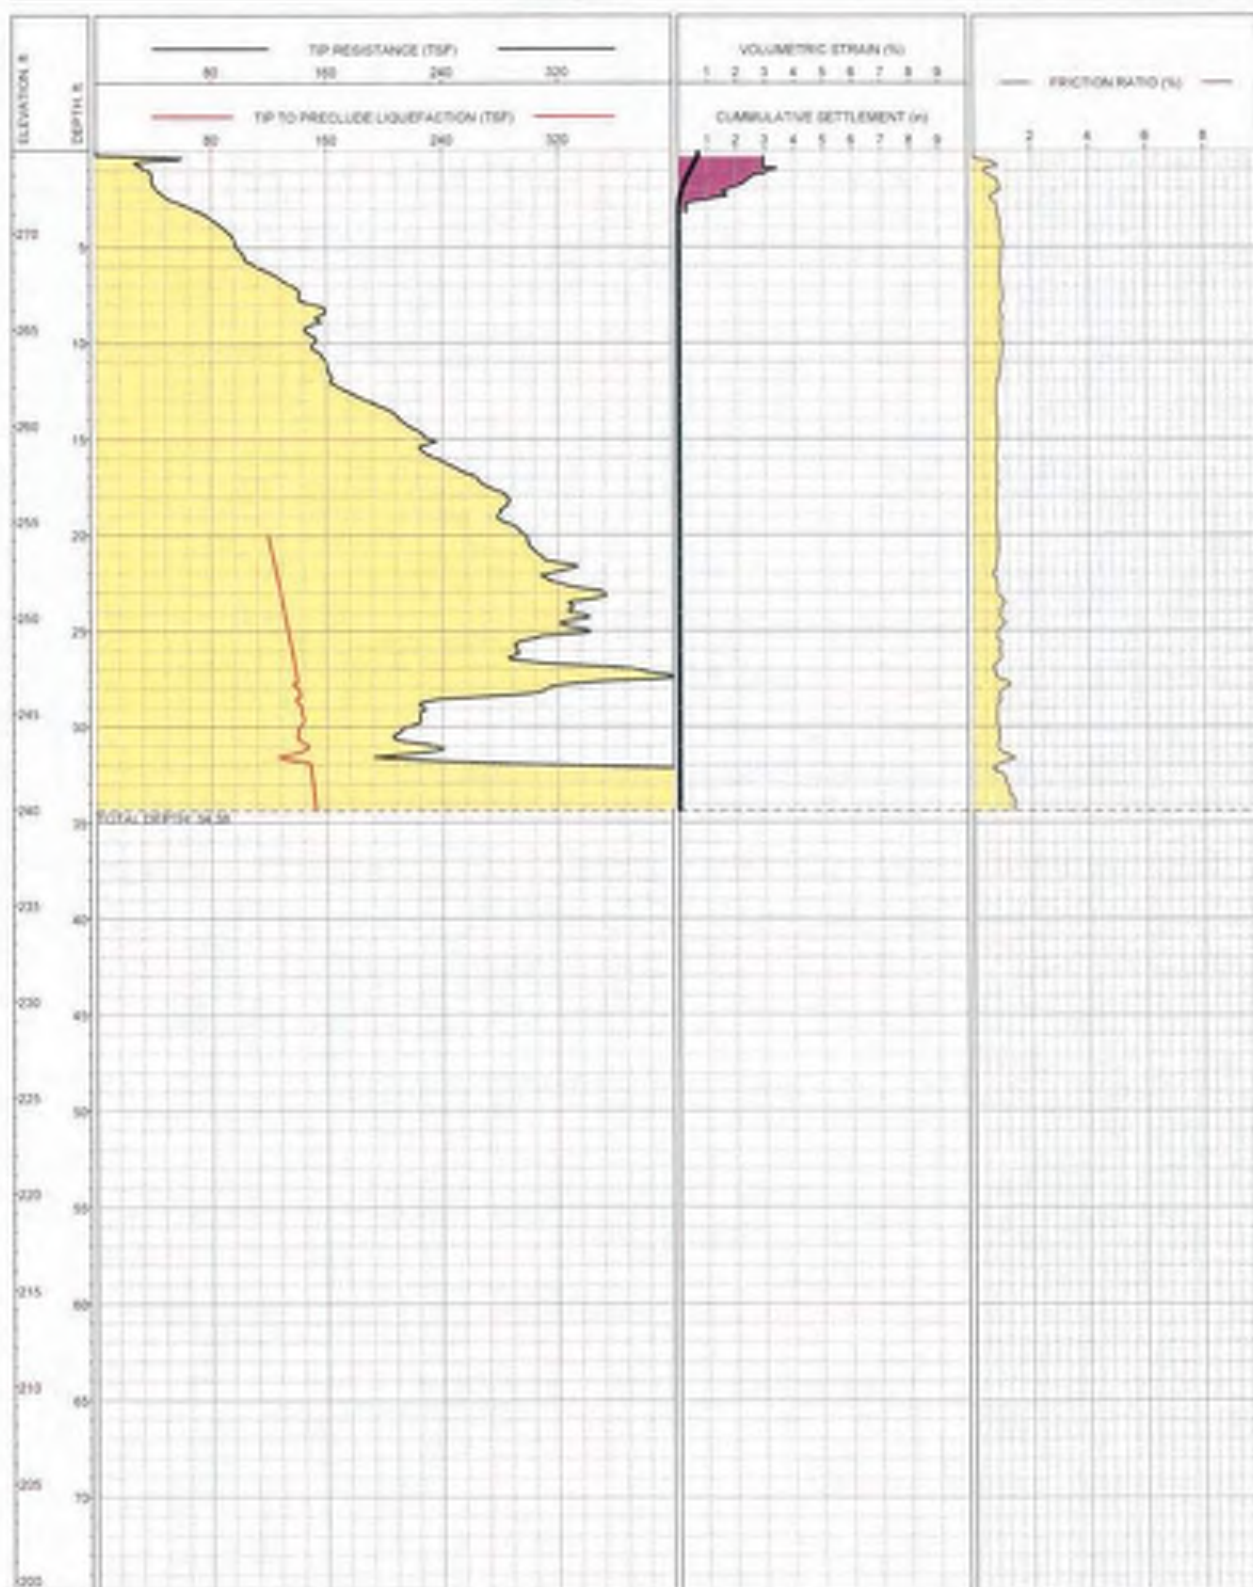 ELEVATION, ft
DEPTH, ft
TIP RESISTANCE (TSF)
80 160 240 320
TIP TO PRECLUDE LIQUEFACTION (TSF)
80 160 240 320
VOLUMETRIC STRAIN (%)
1 2 3 4 5 6 7 8 9
CUMMULATIVE SETTLEMENT (in)
1 2 3 4 5 6 7 8 9
FRICTION RATIO (%)
2 4 6 8
270
5
265
10
260
15
255
20
250
25
245
30
240
TOTAL DEPTH:
35
235
40
230
45
225
50
220
55
215
60
210
65
205
70
200